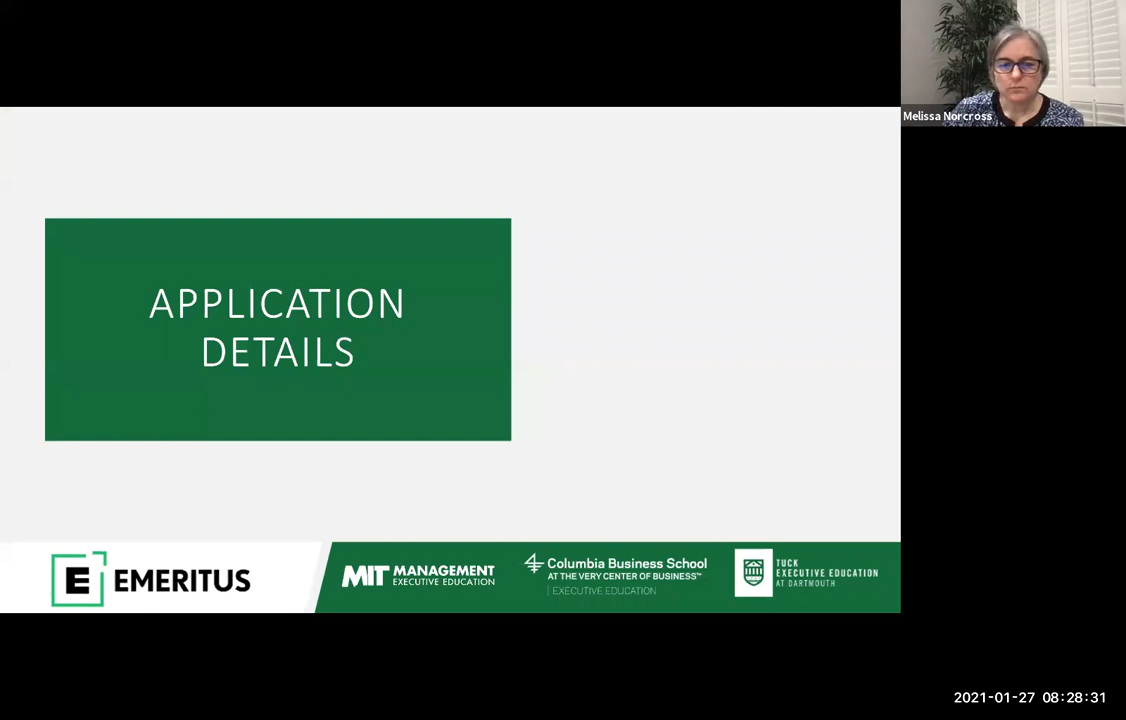 Melissa Norcross
APPLICATION
DETAILS
E EMERITUS
MIT MANAGEMENT
EXECUTIVE EDUCATION
Columbia Business School
AT THE VERY CENTER OF BUSINESS™
EXECUTIVE EDUCATION
TUCK
EXECUTIVE EDUCATION
AT DARTMOUTH
2021-01-27 08:28:31